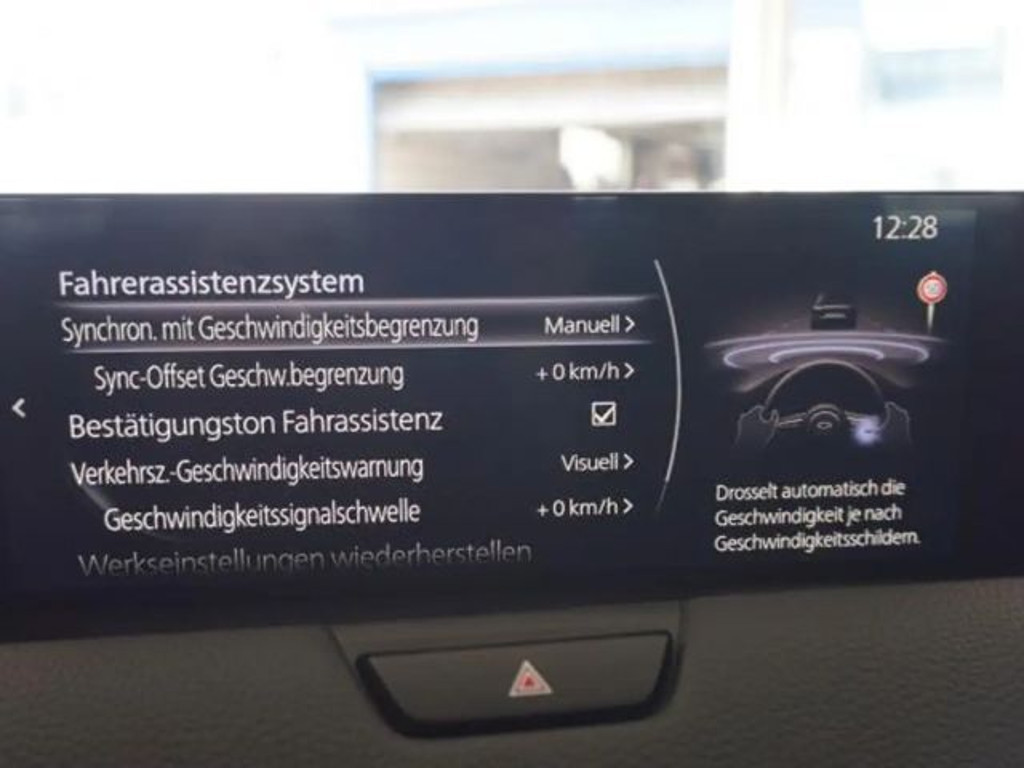 12:28
Fahrerassistenzsystem
Synchron. mit Geschwindigkeitsbegrenzung Manuell >
Sync-Offset Geschw.begrenzung +0 km/h >
<
Bestätigungston Fahrassistenz
Verkehrsz.-Geschwindigkeitswarnung Visuell >
Geschwindigkeitssignalschwelle +0 km/h >
Werkseinstellungen wiederherstellen
Drosselt automatisch die
Geschwindigkeit je nach
Geschwindigkeitsschildern.